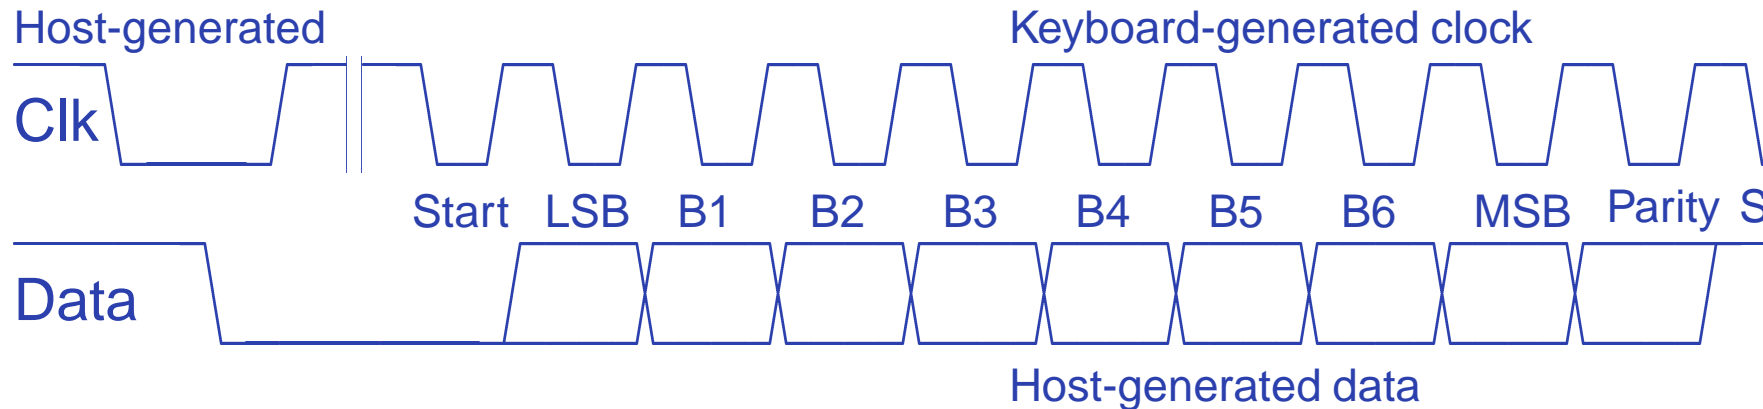 Host-generated Keyboard-generated clock
Clk
Start LSB B1 B2 B3 B4 B5 B6 MSB Parity S
Data
Host-generated data